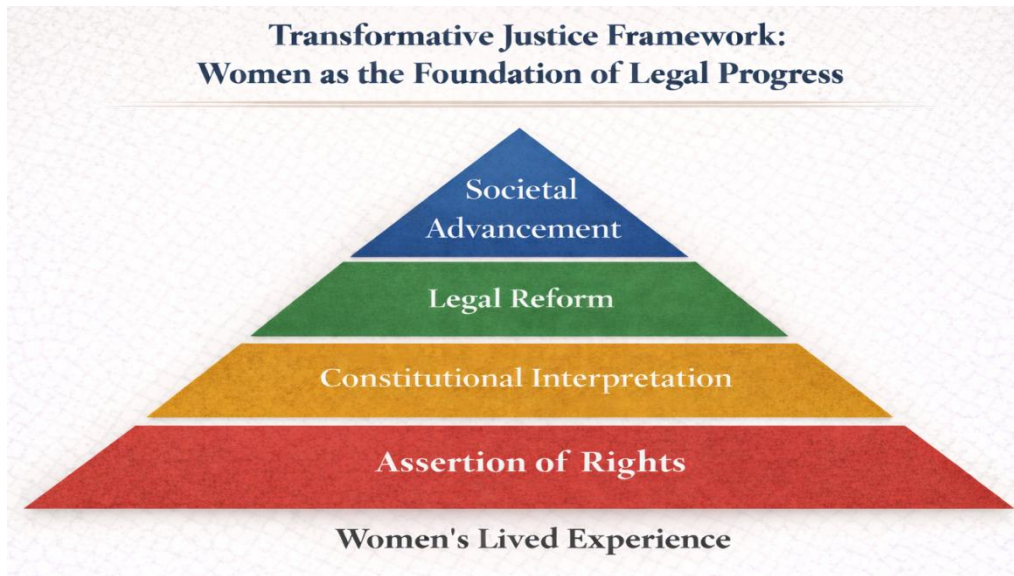 Transformative Justice Framework:
Women as the Foundation of Legal Progress
Societal
Advancement
Legal Reform
Constitutional Interpretation
Assertion of Rights
Women's Lived Experience